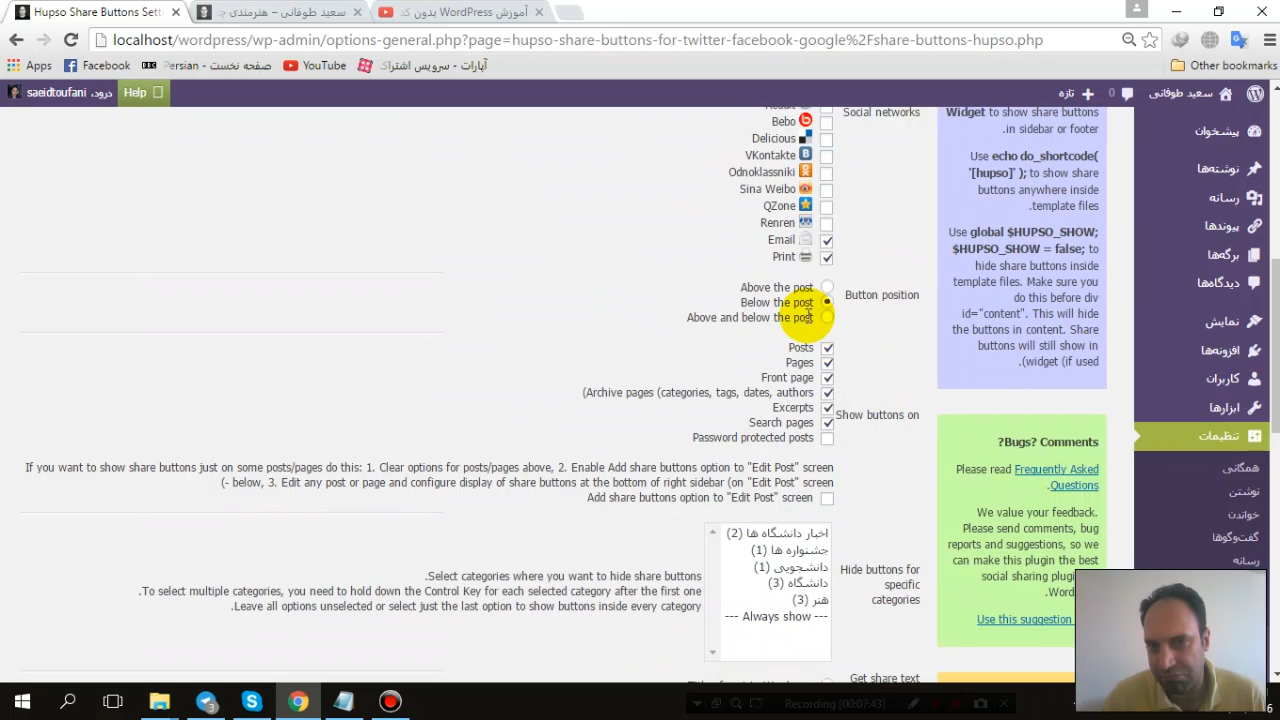 Hupso Share Buttons Sett
سعید طوفانی – هنرمندی چ
آموزش WordPress بدون کد
localhost/wordpress/wp-admin/options-general.php?page=hupso-share-buttons-for-twitter-facebook-google%2Fshare-buttons-hupso.php
Apps
Facebook
صفحه نخست - BBC Persian
YouTube
آپارات - سرویس اشتراک
Other bookmarks
درود، saeidtoufani
Help
تازه
0
سعید طوفانی
Bebo
Delicious
VKontakte
Odnoklassniki
Sina Weibo
QZone
Renren
Email
Print
Social networks
Above the post
Below the post
Above and below the post
Button position
Posts
Pages
Front page
(Archive pages (categories, tags, dates, authors
Excerpts
Search pages
Password protected posts
Show buttons on
If you want to show share buttons just on some posts/pages do this: 1. Clear options for posts/pages above, 2. Enable Add share buttons option to "Edit Post" screen
(- below, 3. Edit any post or page and configure display of share buttons at the bottom of right sidebar (on "Edit Post" screen
Add share buttons option to "Edit Post" screen
اخبار دانشگاه ها (2)
جشنواره ها (1)
دانشجویی (1)
دانشگاه (3)
هنر (3)
--- Always show ---
Hide buttons for
specific
categories
.Select categories where you want to hide share buttons
.To select multiple categories, you need to hold down the Control Key for each selected category after the first one
.Leave all options unselected or select just the last option to show buttons inside every category
Get share text
Widget to show share buttons
.in sidebar or footer
Use echo do_shortcode(
'[hupso]' ); to show share
buttons anywhere inside
.template files
Use global $HUPSO_SHOW;
$HUPSO_SHOW = false; to
hide share buttons inside
template files. Make sure you
do this before div
id="content". This will hide
the buttons in content. Share
buttons will still show in
.(widget (if used
?Bugs? Comments
Please read Frequently Asked
.Questions
We value your feedback.
Please send comments, bug
reports and suggestions, so we
can make this plugin the best
social sharing plugin
Word
Use this suggestion
پیشخوان
نوشته‌ها
رسانه
پیوندها
برگه‌ها
دیدگاه‌ها
نمایش
افزونه‌ها
کاربران
ابزارها
تنظیمات
همگانی
نوشتن
خواندن
گفت‌وگوها
رسانه
Recording [00:07:43]